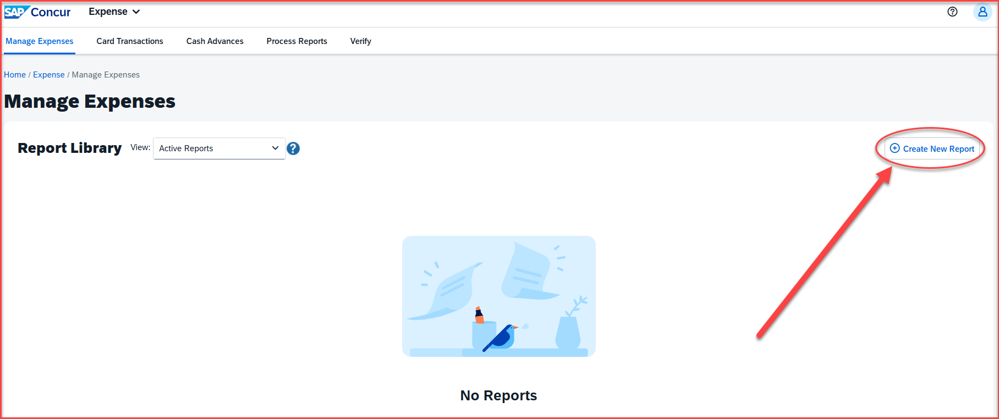 SAP Concur Expense
Manage Expenses Card Transactions Cash Advances Process Reports Verify
Home / Expense / Manage Expenses
Manage Expenses
Report Library View: Active Reports ? Create New Report
No Reports